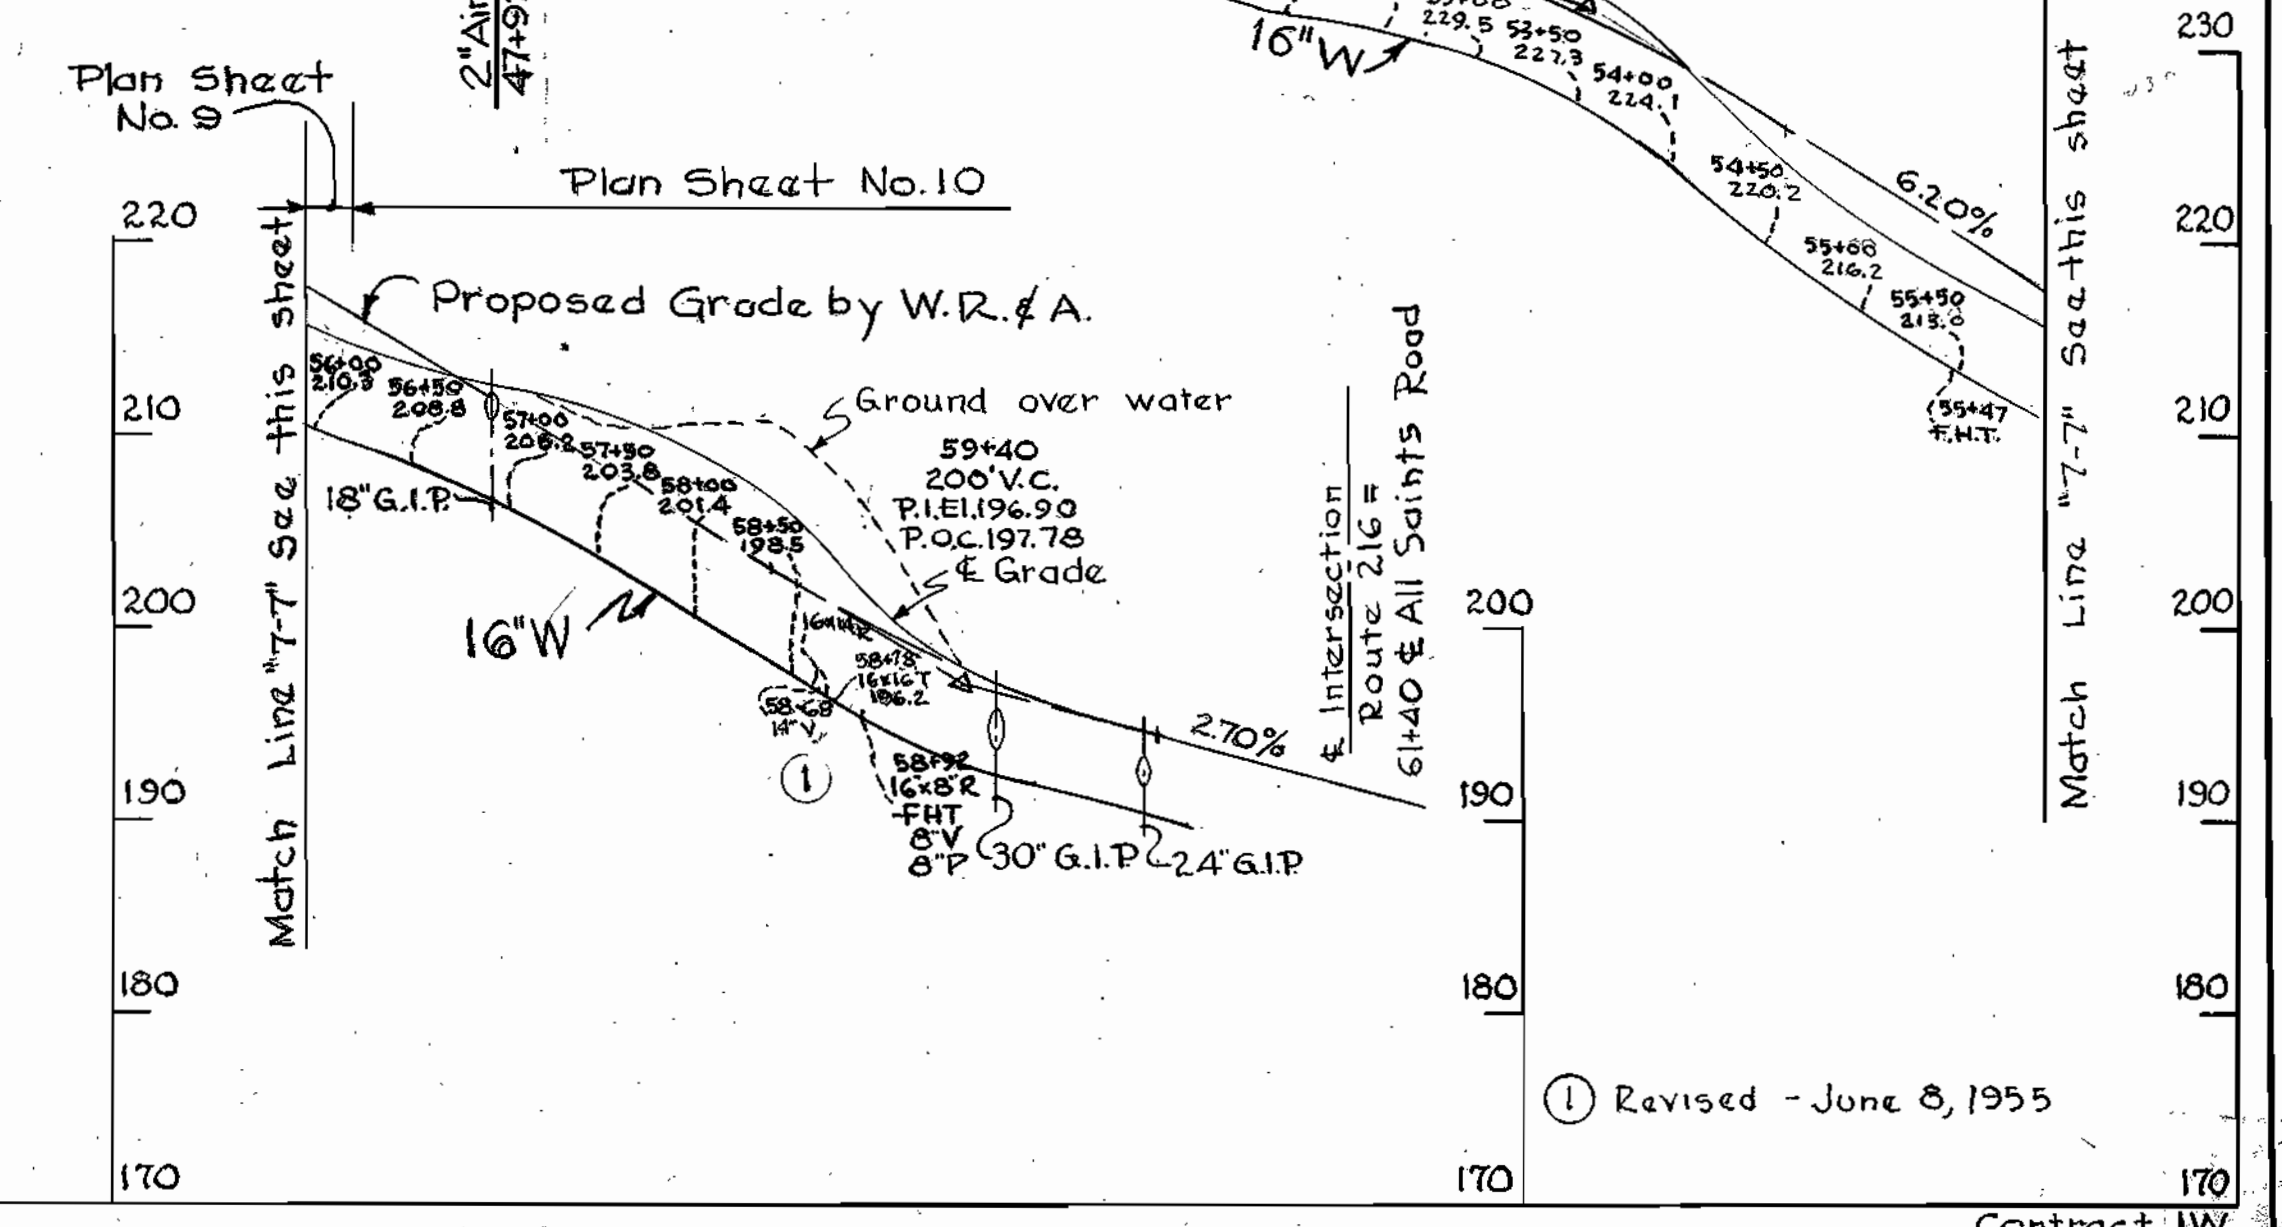 2"Air
47+9
Plan Sheet
No. 9
Plan Sheet No. 10
220
210
200
190
180
170
Match Line "7-7" See this sheet
Proposed Grade by W.R. & A.
56+00
210.3
56+50
208.8
57+00
206.2
57+50
203.8
58+00
201.4
58+50
198.5
18" G.I.P.
16" W
Ground over water
59+40
200' V.C.
P.I.El.196.90
P.O.C.197.78
℄ Grade
58+78
16x16T
196.2
58+68
14" V
1
58+92
16"x8"R
FHT
8"V
8"P
30" G.I.P.
24" G.I.P.
2.70%
℄ Intersection
Route 216 =
61+40 ℄ All Saints Road
200
190
180
170
16" W
229.5
53+50
227.3
54+00
224.1
54+50
220.2
55+00
216.2
55+50
213.0
55+47
F.H.T.
6.20%
Match Line "7-7" See this sheet
230
220
210
200
190
180
170
1 Revised - June 8, 1955